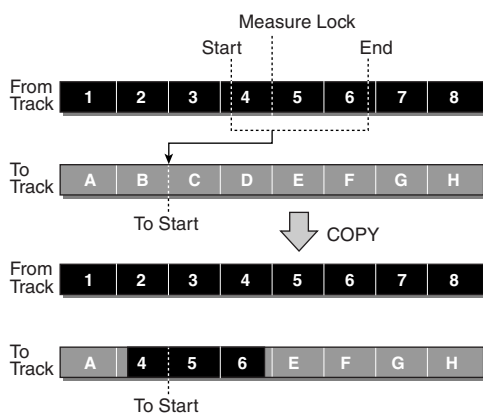 Measure Lock
Start End
From Track 1 2 3 4 5 6 7 8
To Track A B C D E F G H
To Start
COPY
From Track 1 2 3 4 5 6 7 8
To Track A 4 5 6 E F G H
To Start